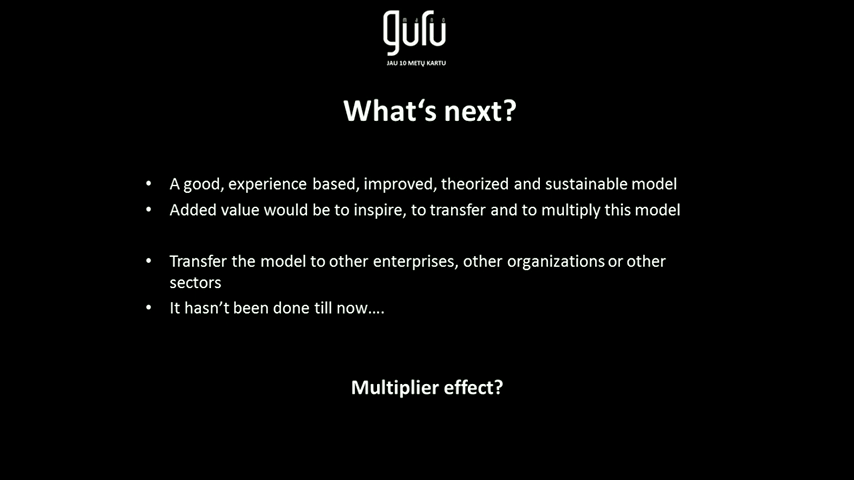 guru
JAU 10 METŲ KARTU
What‘s next?
• A good, experience based, improved, theorized and sustainable model
• Added value would be to inspire, to transfer and to multiply this model
• Transfer the model to other enterprises, other organizations or other
sectors
• It hasn’t been done till now….
Multiplier effect?